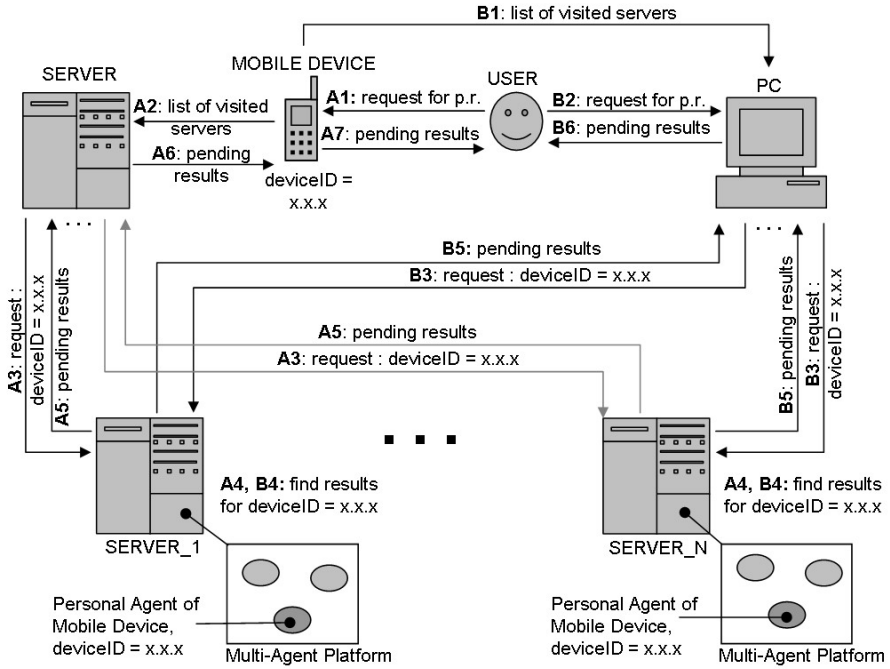 B1: list of visited servers
SERVER
MOBILE DEVICE
USER
PC
A2: list of visited
servers
A1: request for p.r.
B2: request for p.r.
A7: pending results
B6: pending results
A6: pending
results
deviceID =
x.x.x
. . .
. . .
B5: pending results
B3: request : deviceID = x.x.x
A3: request :
deviceID = x.x.x
A5: pending results
A5: pending results
A3: request : deviceID = x.x.x
B5: pending results
B3: request:
deviceID = x.x.x
A4, B4: find results
for deviceID = x.x.x
A4, B4: find results
for deviceID = x.x.x
SERVER_1
SERVER_N
Personal Agent of
Mobile Device,
deviceID = x.x.x
Multi-Agent Platform
Personal Agent of
Mobile Device,
deviceID = x.x.x
Multi-Agent Platform